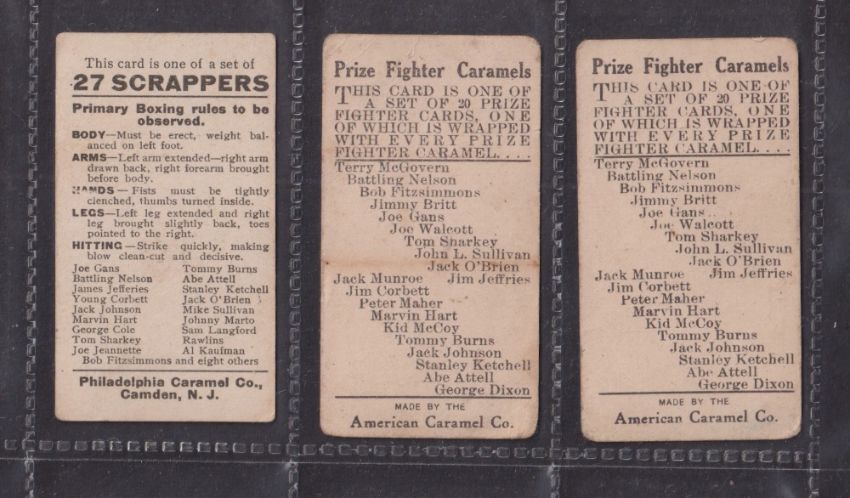 This card is one of a set of
27 SCRAPPERS
Primary Boxing rules to be
observed.
BODY—Must be erect, weight bal-
anced on left foot.
ARMS—Left arm extended—right arm
drawn back, right forearm brought
before body.
HANDS—Fists must be tightly
clenched, thumbs turned inside.
LEGS—Left leg extended and right
leg brought slightly back, toes
pointed to the right.
HITTING—Strike quickly, making
blow clean-cut and decisive.
Joe Gans Tommy Burns
Battling Nelson Abe Attell
James Jefferies Stanley Ketchell
Young Corbett Jack O'Brien
Jack Johnson Mike Sullivan
Marvin Hart Johnny Marto
George Cole Sam Langford
Tom Sharkey Rawlins
Joe Jeannette Al Kaufman
Bob Fitzsimmons and eight others
Philadelphia Caramel Co.,
Camden, N. J.
Prize Fighter Caramels
THIS CARD IS ONE OF
A SET OF 20 PRIZE
FIGHTER CARDS, ONE
OF WHICH IS WRAPPED
WITH EVERY PRIZE
FIGHTER CARAMEL....
Terry McGovern
Battling Nelson
Bob Fitzsimmons
Jimmy Britt
Joe Gans
Joe Walcott
Tom Sharkey
John L. Sullivan
Jack O'Brien
Jack Munroe Jim Jeffries
Jim Corbett
Peter Maher
Marvin Hart
Kid McCoy
Tommy Burns
Jack Johnson
Stanley Ketchell
Abe Attell
George Dixon
MADE BY THE
American Caramel Co.
Prize Fighter Caramels
THIS CARD IS ONE OF
A SET OF 20 PRIZE
FIGHTER CARDS, ONE
OF WHICH IS WRAPPED
WITH EVERY PRIZE
FIGHTER CARAMEL....
Terry McGovern
Battling Nelson
Bob Fitzsimmons
Jimmy Britt
Joe Gans
Joe Walcott
Tom Sharkey
John L. Sullivan
Jack O'Brien
Jack Munroe Jim Jeffries
Jim Corbett
Peter Maher
Marvin Hart
Kid McCoy
Tommy Burns
Jack Johnson
Stanley Ketchell
Abe Attell
George Dixon
MADE BY THE
American Caramel Co.